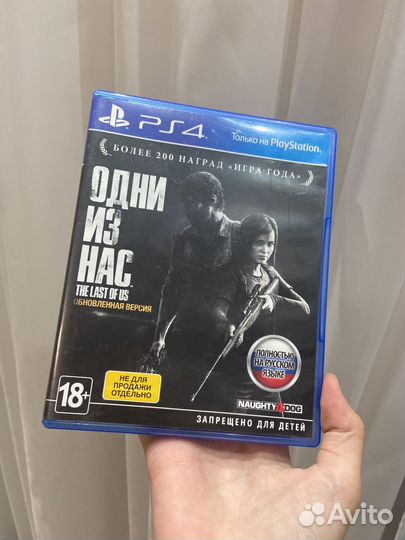 PS4
Только на PlayStation
БОЛЕЕ 200 НАГРАД «ИГРА ГОДА»
ОДНИ
ИЗ
НАС
THE LAST OF US
ОБНОВЛЕННАЯ ВЕРСИЯ
ПОЛНОСТЬЮ
НА РУССКОМ
ЯЗЫКЕ
18+
НЕ ДЛЯ
ПРОДАЖИ
ОТДЕЛЬНО
NAUGHTY DOG
ЗАПРЕЩЕНО ДЛЯ ДЕТЕЙ
Avito